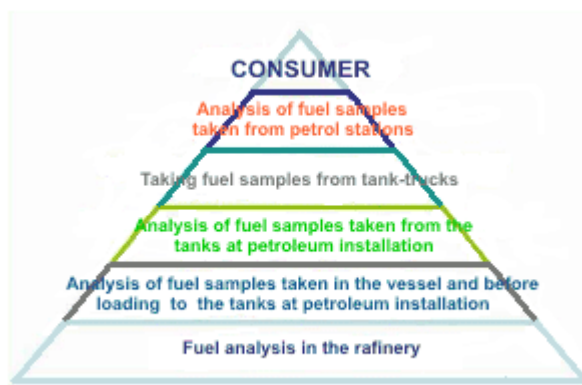 CONSUMER
Analysis of fuel samples
taken from petrol stations
Taking fuel samples from tank-trucks
Analysis of fuel samples taken from the
tanks at petroleum installation
Analysis of fuel samples taken in the vessel and before
loading to the tanks at petroleum installation
Fuel analysis in the rafinery